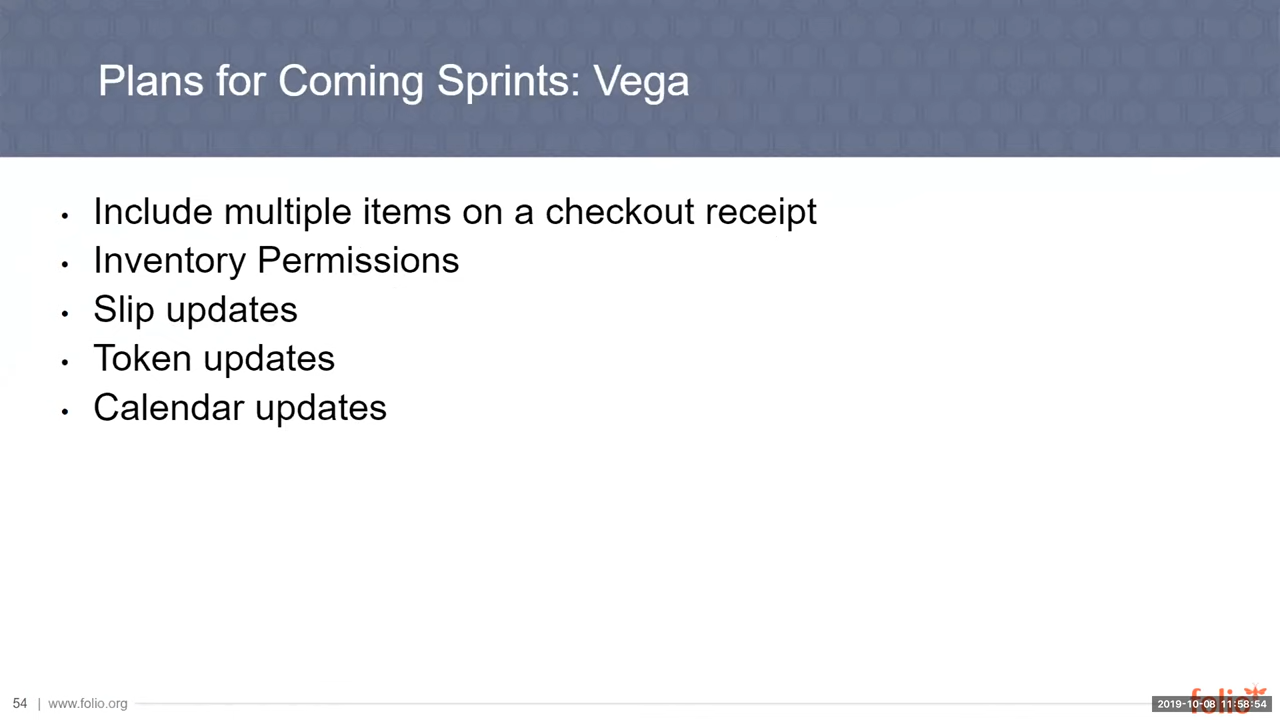 Plans for Coming Sprints: Vega
• Include multiple items on a checkout receipt
• Inventory Permissions
• Slip updates
• Token updates
• Calendar updates
54 | www.folio.org
folio
2019-10-08 11:58:54